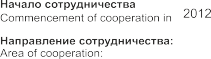 Начало сотрудничества
Commencement of cooperation in 2012
Направление сотрудничества:
Area of cooperation: